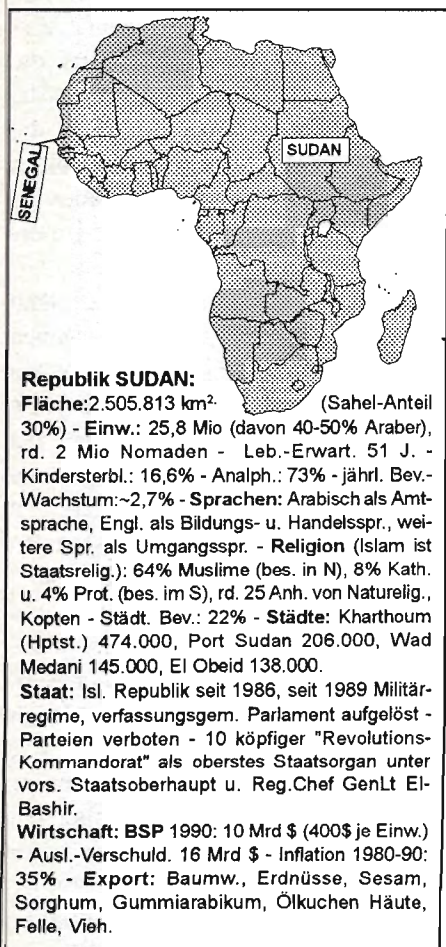 SUDAN
SENEGAL
Republik SUDAN:
Fläche:2.505.813 km². (Sahel-Anteil
30%) - Einw.: 25,8 Mio (davon 40-50% Araber),
rd. 2 Mio Nomaden - Leb.-Erwart. 51 J. -
Kindersterbl.: 16,6% - Analph.: 73% - jährl. Bev.-
Wachstum:~2,7% - Sprachen: Arabisch als Amt-
sprache, Engl. als Bildungs- u. Handelsspr., wei-
tere Spr. als Umgangsspr. - Religion (Islam ist
Staatsrelig.): 64% Muslime (bes. in N), 8% Kath.
u. 4% Prot. (bes. im S), rd. 25 Anh. von Naturelig.,
Kopten - Städt. Bev.: 22% - Städte: Kharthoum
(Hptst.) 474.000, Port Sudan 206.000, Wad
Medani 145.000, El Obeid 138.000.
Staat: Isl. Republik seit 1986, seit 1989 Militär-
regime, verfassungsgem. Parlament aufgelöst -
Parteien verboten - 10 köpfiger "Revolutions-
Kommandorat" als oberstes Staatsorgan unter
vors. Staatsoberhaupt u. Reg.Chef GenLt El-
Bashir.
Wirtschaft: BSP 1990: 10 Mrd $ (400$ je Einw.)
- Ausl.-Verschuld. 16 Mrd $ - Inflation 1980-90:
35% - Export: Baumw., Erdnüsse, Sesam,
Sorghum, Gummiarabikum, Ölkuchen Häute,
Felle, Vieh.